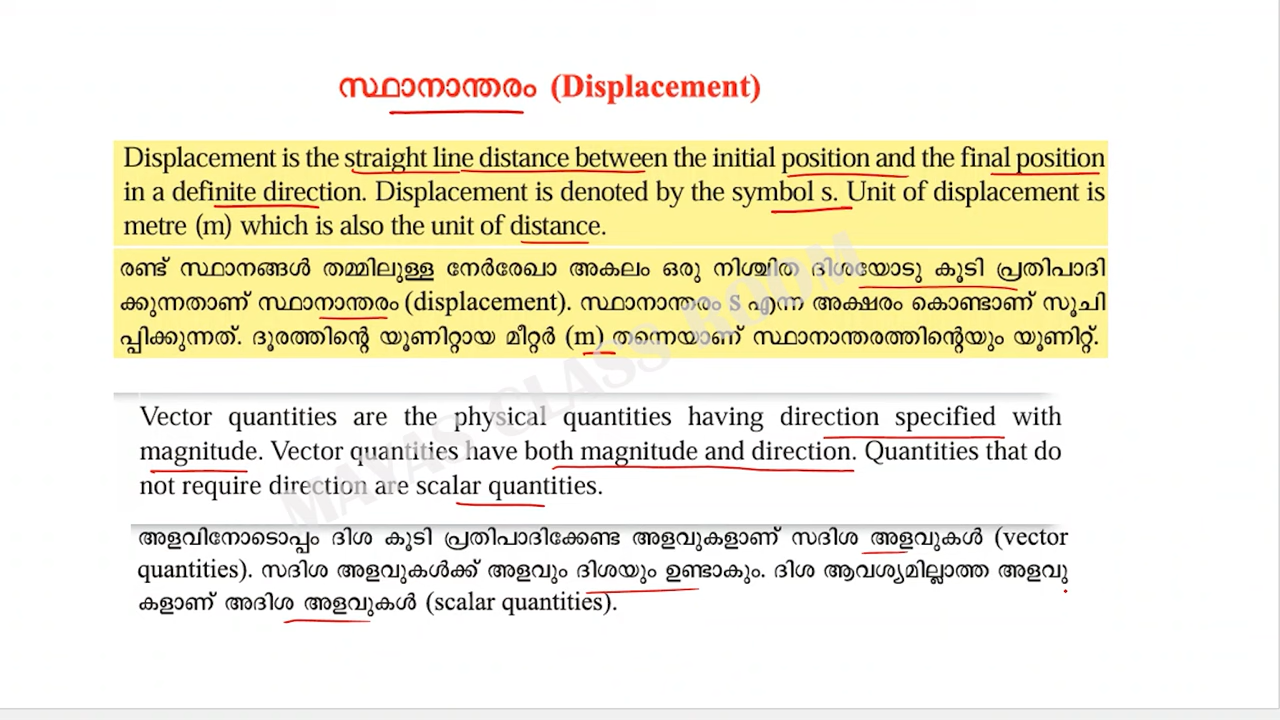 സ്ഥാനാന്തരം (Displacement)
Displacement is the straight line distance between the initial position and the final position
in a definite direction. Displacement is denoted by the symbol s. Unit of displacement is
metre (m) which is also the unit of distance.
രണ്ട് സ്ഥാനങ്ങൾ തമ്മിലുള്ള നേർരേഖാ അകലം ഒരു നിശ്ചിത ദിശയോടു കൂടി പ്രതിപാദി
ക്കുന്നതാണ് സ്ഥാനാന്തരം (displacement). സ്ഥാനാന്തരം s എന്ന അക്ഷരം കൊണ്ടാണ് സൂചി
പ്പിക്കുന്നത്. ദൂരത്തിന്റെ യൂണിറ്റായ മീറ്റർ (m) തന്നെയാണ് സ്ഥാനാന്തരത്തിന്റെയും യൂണിറ്റ്.
Vector quantities are the physical quantities having direction specified with
magnitude. Vector quantities have both magnitude and direction. Quantities that do
not require direction are scalar quantities.
അളവിനോടൊപ്പം ദിശ കൂടി പ്രതിപാദിക്കേണ്ട അളവുകളാണ് സദിശ അളവുകൾ (vector
quantities). സദിശ അളവുകൾക്ക് അളവും ദിശയും ഉണ്ടാകും. ദിശ ആവശ്യമില്ലാത്ത അളവു
കളാണ് അദിശ അളവുകൾ (scalar quantities).
MAYAS CLASS ROOM